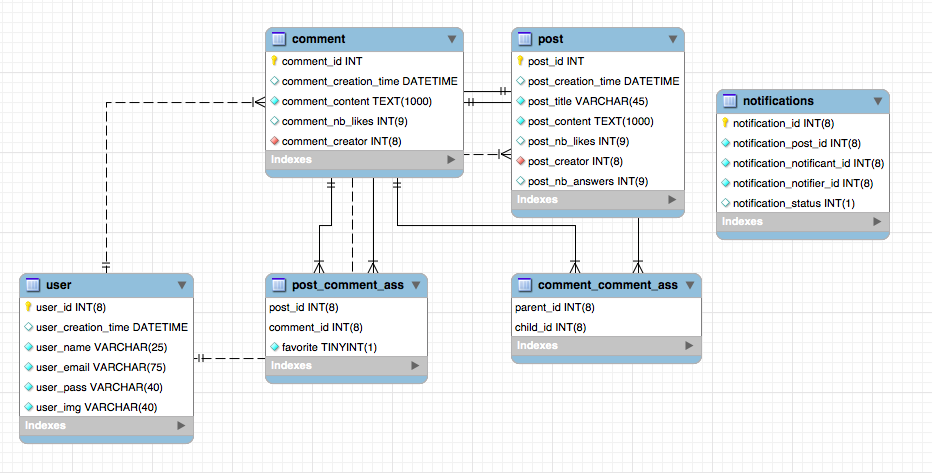 comment
comment_id INT
comment_creation_time DATETIME
comment_content TEXT(1000)
comment_nb_likes INT(9)
comment_creator INT(8)
Indexes
post
post_id INT
post_creation_time DATETIME
post_title VARCHAR(45)
post_content TEXT(1000)
post_nb_likes INT(9)
post_creator INT(8)
post_nb_answers INT(9)
Indexes
notifications
notification_id INT(8)
notification_post_id INT(8)
notification_notificant_id INT(8)
notification_notifier_id INT(8)
notification_status INT(1)
Indexes
user
user_id INT(8)
user_creation_time DATETIME
user_name VARCHAR(25)
user_email VARCHAR(75)
user_pass VARCHAR(40)
user_img VARCHAR(40)
Indexes
post_comment_ass
post_id INT(8)
comment_id INT(8)
favorite TINYINT(1)
Indexes
comment_comment_ass
parent_id INT(8)
child_id INT(8)
Indexes